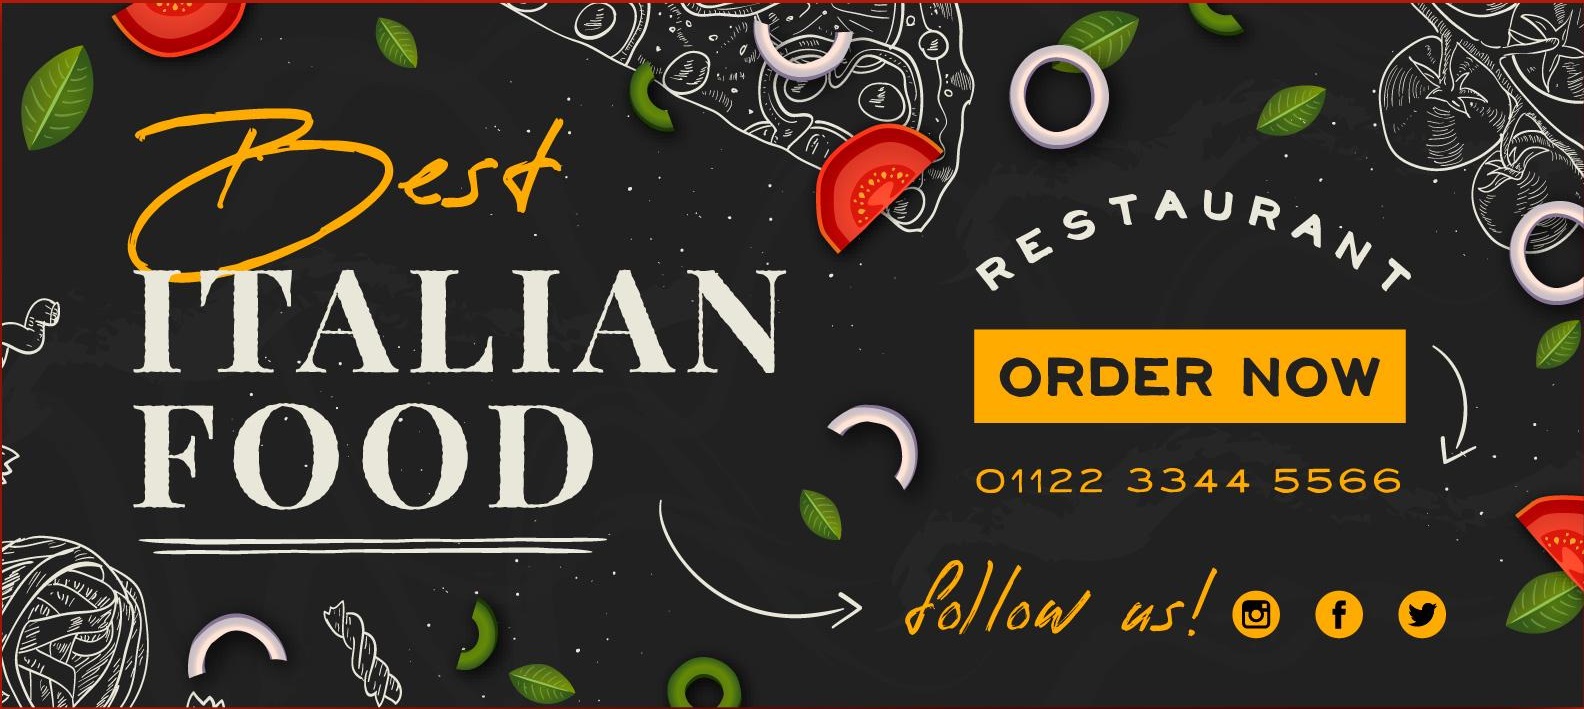 Best
ITALIAN
FOOD
RESTAURANT
ORDER NOW
01122 3344 5566
follow us!